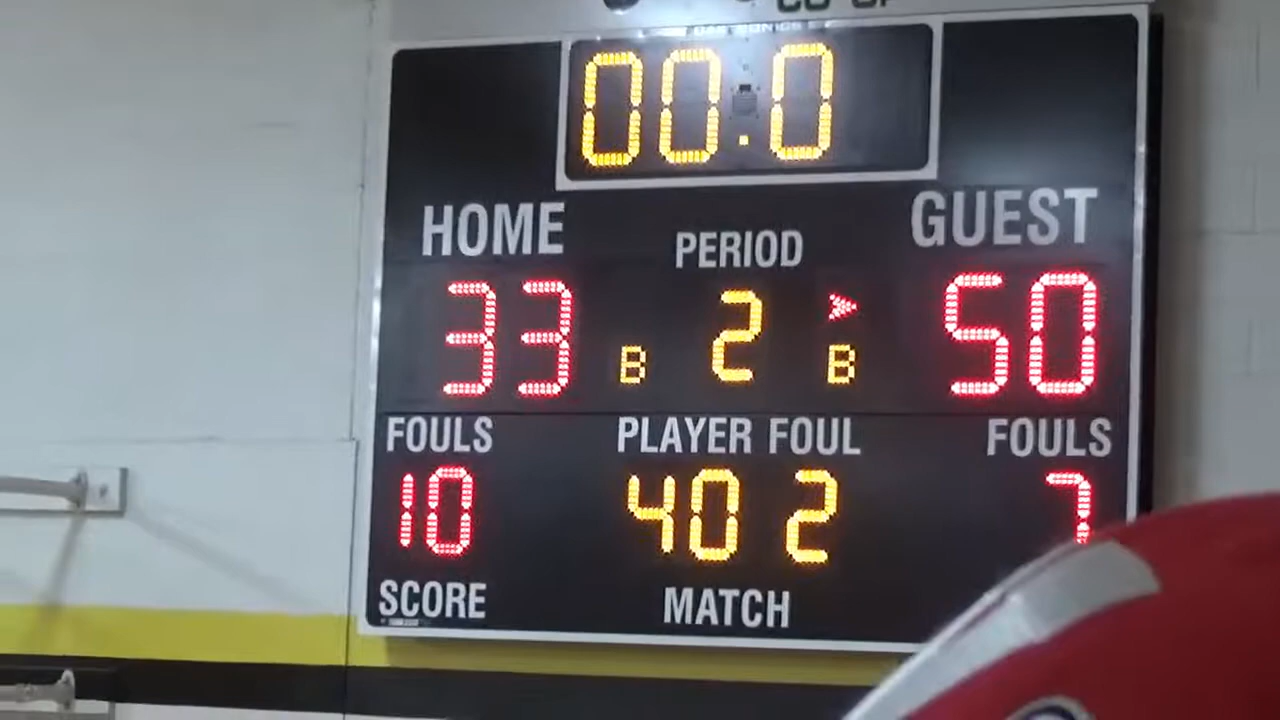 00.0
HOME PERIOD GUEST
33 B 2 B 50
FOULS PLAYER FOUL FOULS
10 40 2 7
SCORE MATCH